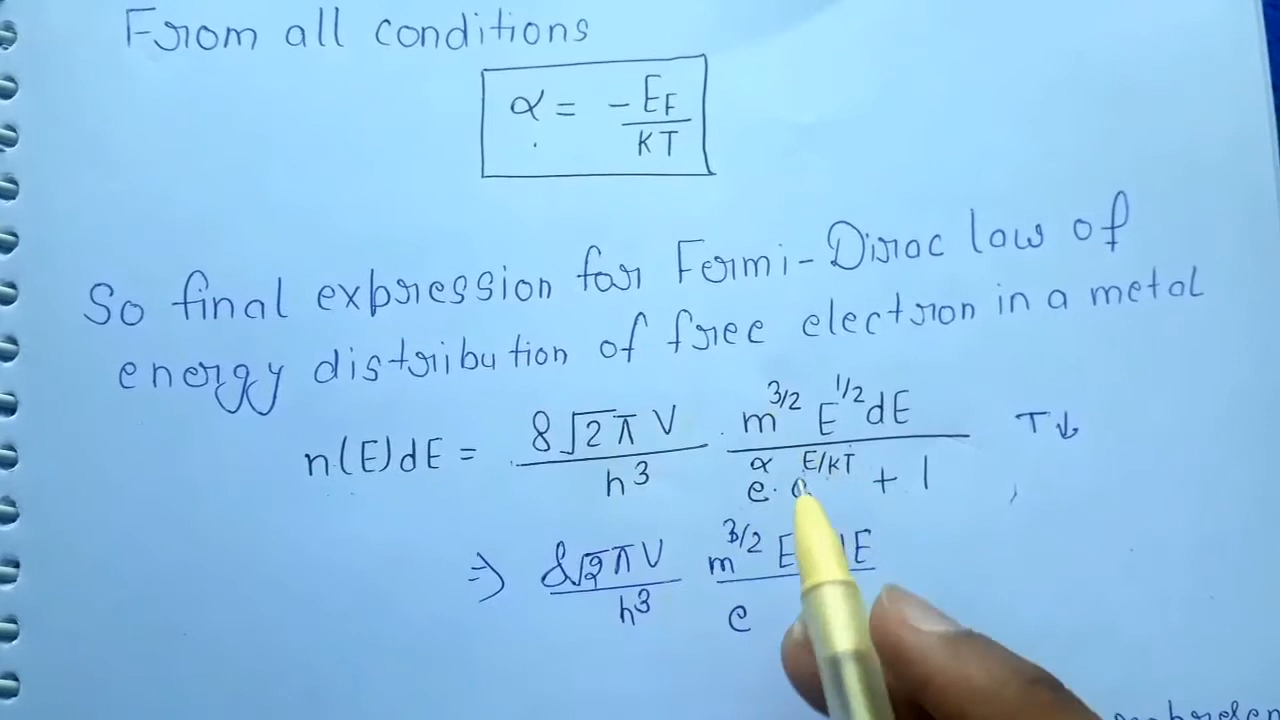 From all conditions
α = - E_F / KT
So final expression for Fermi-Dirac law of
energy distribution of free electron in a metal
n(E)dE = 8√2 π V / h³ . m^3/2 E^1/2 dE / e^α . e^E/KT + 1 T↓
⇒ 8√2 π V / h³ m^3/2 E dE / e